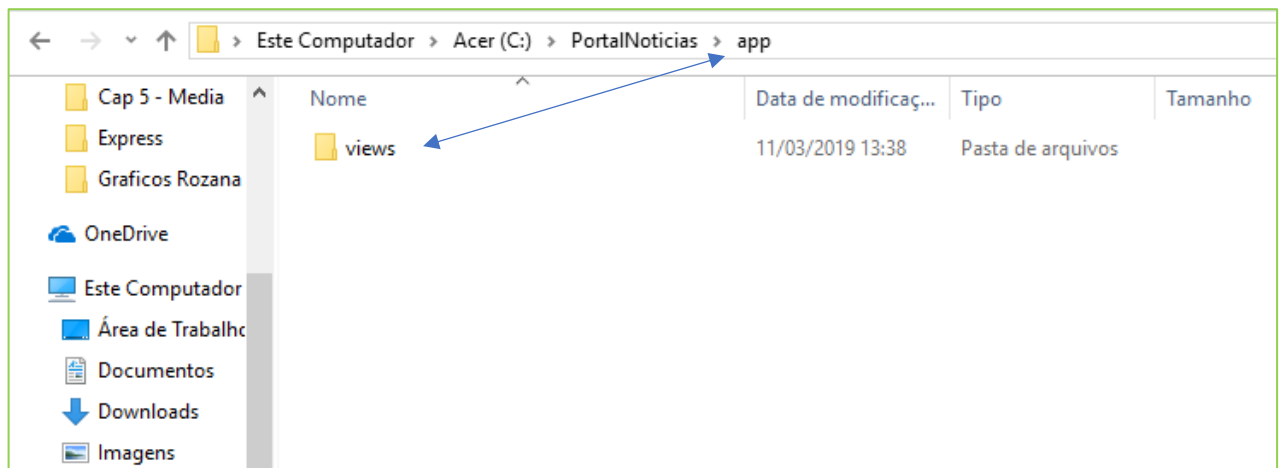 Este Computador > Acer (C:) > PortalNoticias > app
Cap 5 - Media
Express
Graficos Rozana
OneDrive
Este Computador
Área de Trabalho
Documentos
Downloads
Imagens
Nome Data de modificaç... Tipo Tamanho
views 11/03/2019 13:38 Pasta de arquivos